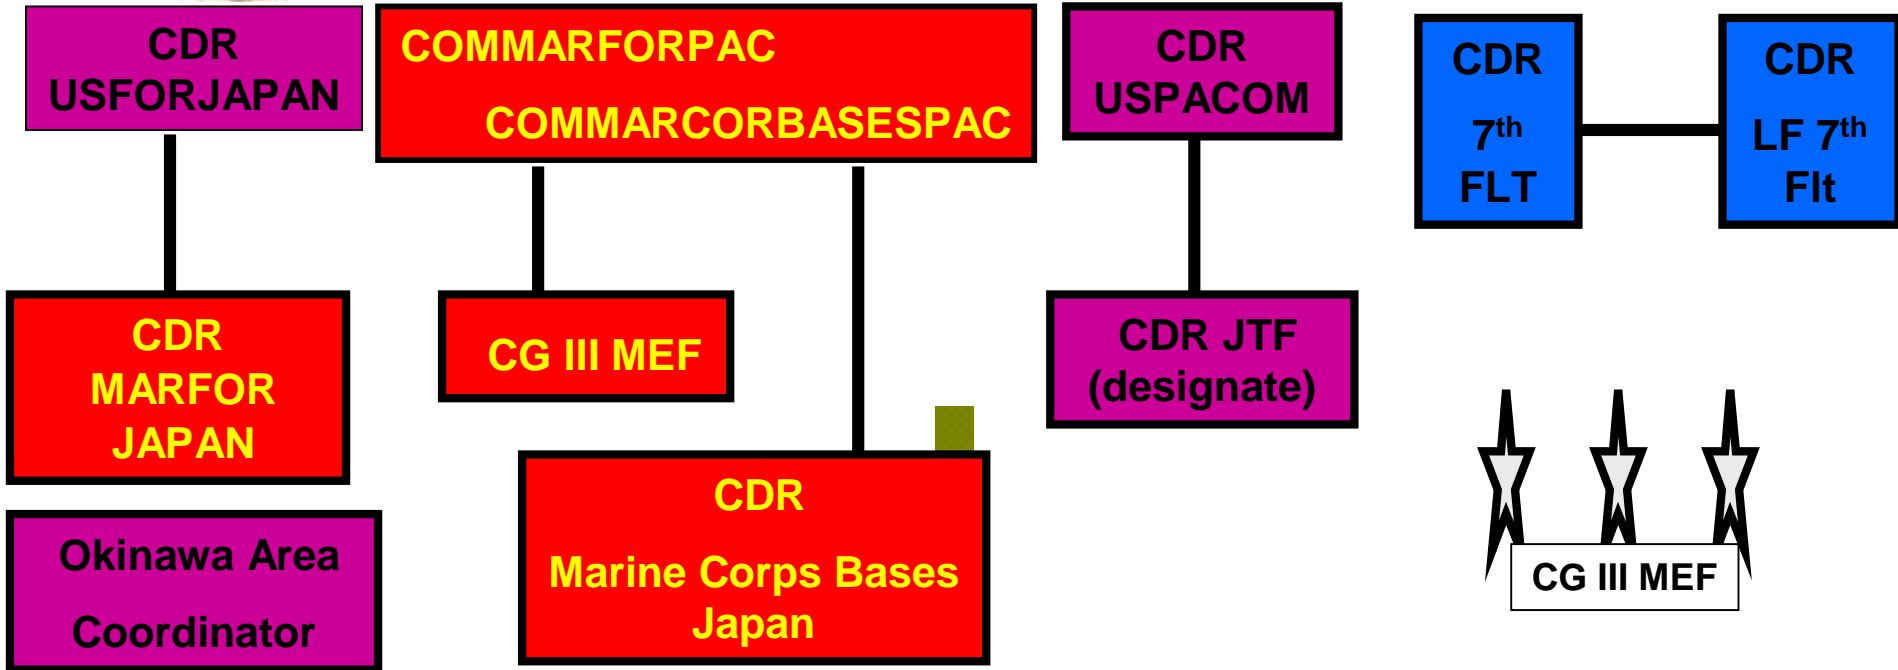 CDR
USFORJAPAN
COMMARFORPAC
COMMARCORBASESPAC
CDR
USPACOM
CDR
7th
FLT
CDR
LF 7th
Flt
CDR
MARFOR
JAPAN
CG III MEF
CDR JTF
(designate)
Okinawa Area
Coordinator
CDR
Marine Corps Bases
Japan
CG III MEF